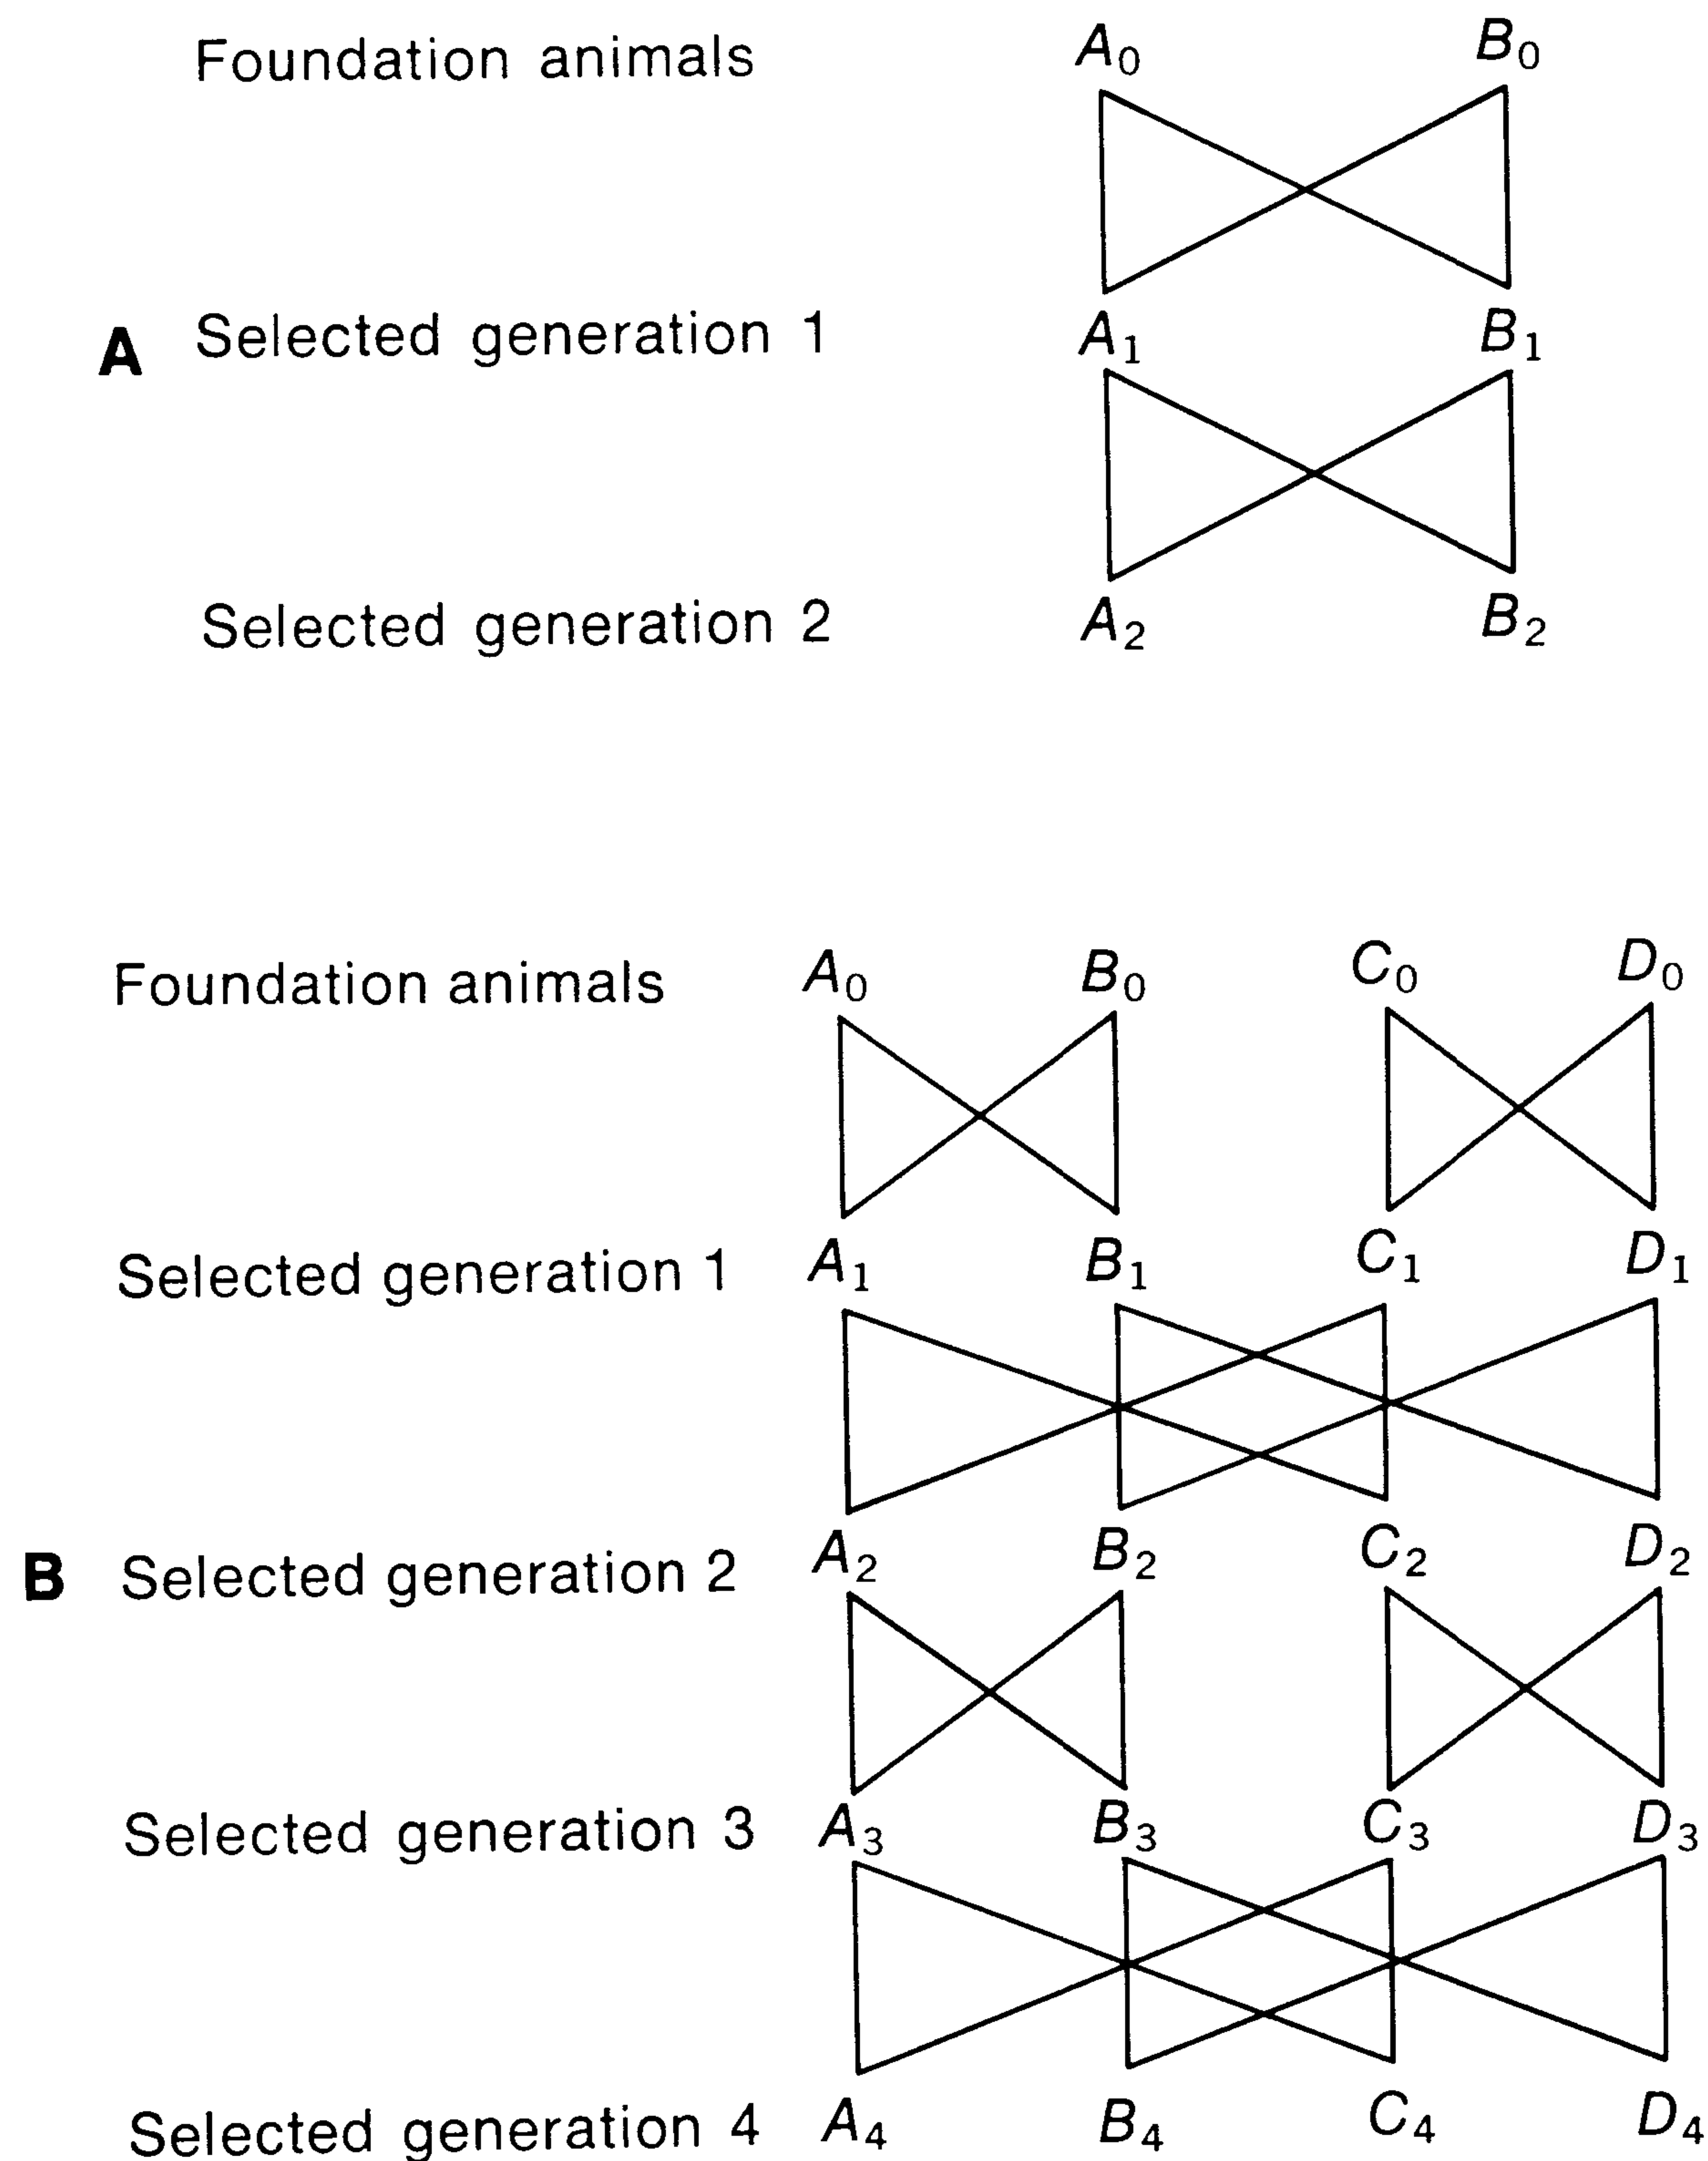 Foundation animals A₀ B₀
A Selected generation 1 A₁ B₁
Selected generation 2 A₂ B₂
Foundation animals A₀ B₀ C₀ D₀
Selected generation 1 A₁ B₁ C₁ D₁
B Selected generation 2 A₂ B₂ C₂ D₂
Selected generation 3 A₃ B₃ C₃ D₃
Selected generation 4 A₄ B₄ C₄ D₄